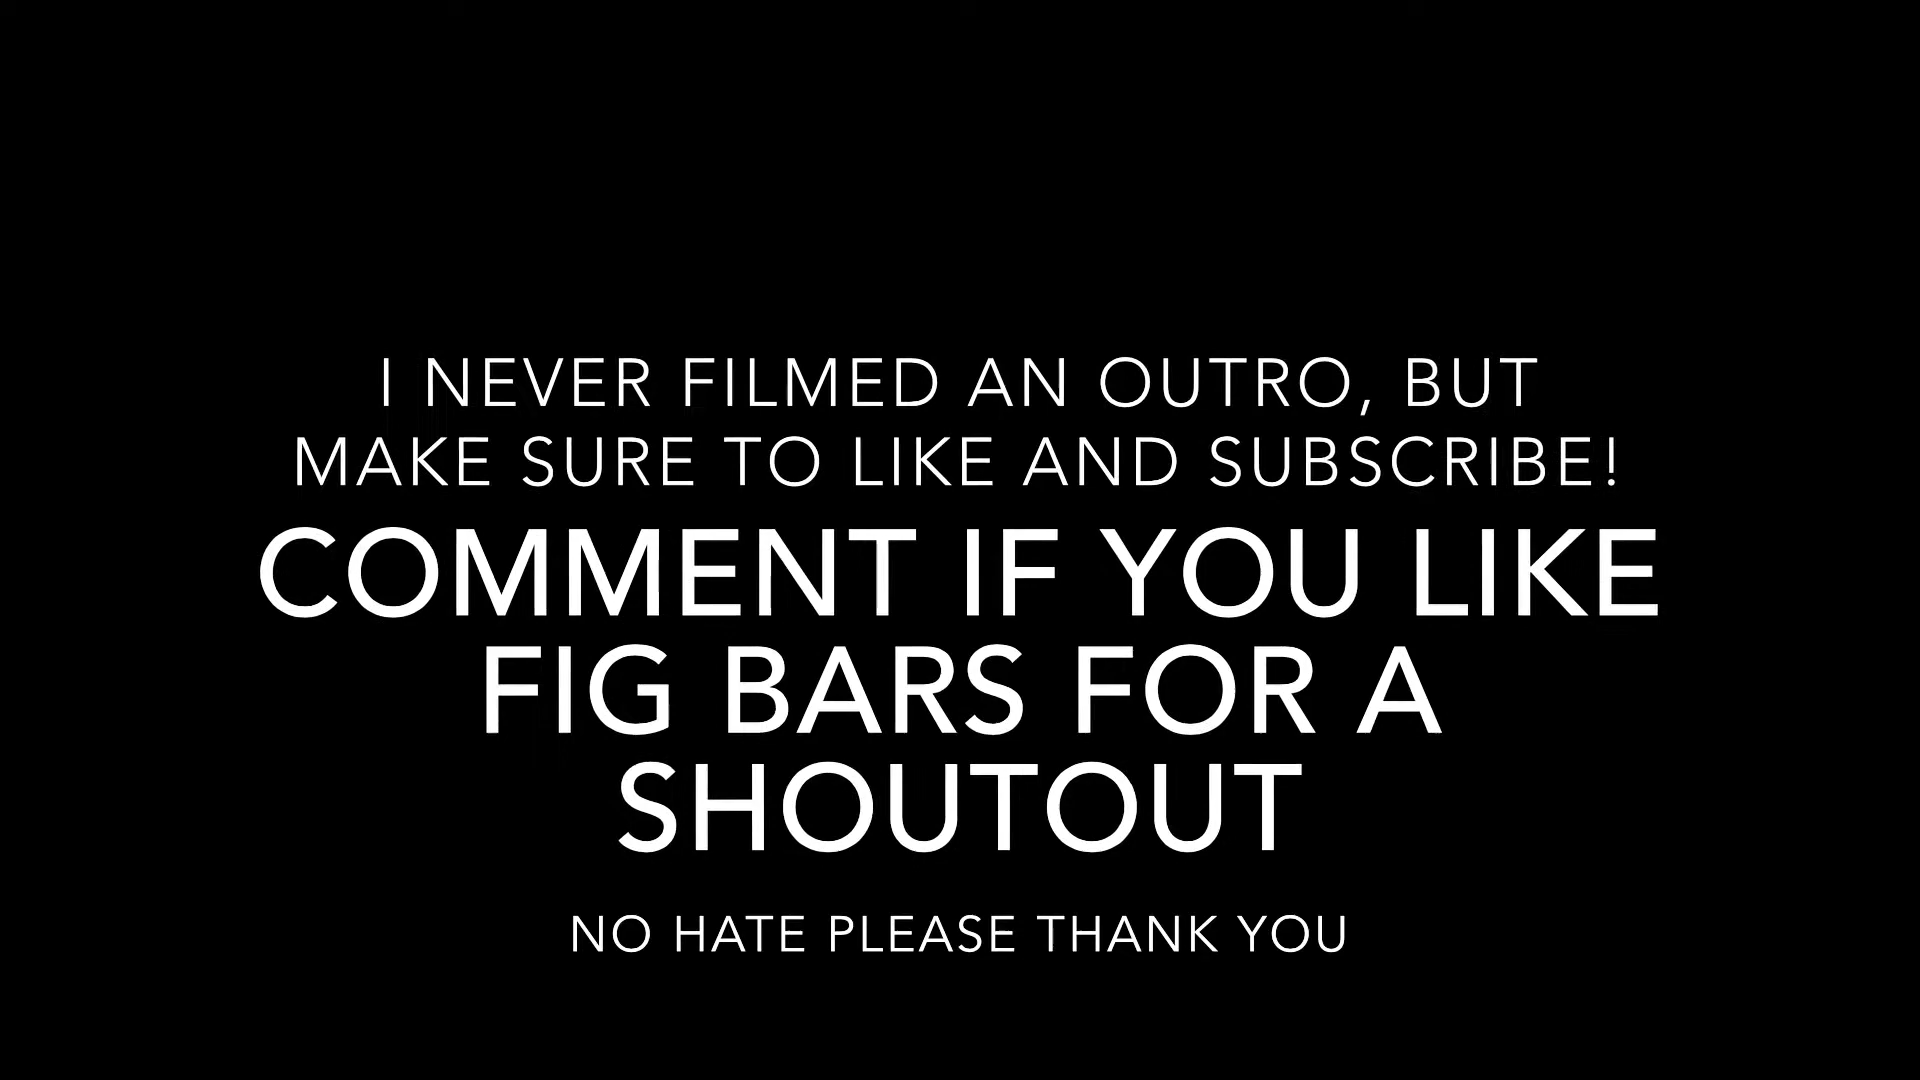 I NEVER FILMED AN OUTRO, BUT
MAKE SURE TO LIKE AND SUBSCRIBE!
COMMENT IF YOU LIKE
FIG BARS FOR A
SHOUTOUT
NO HATE PLEASE THANK YOU